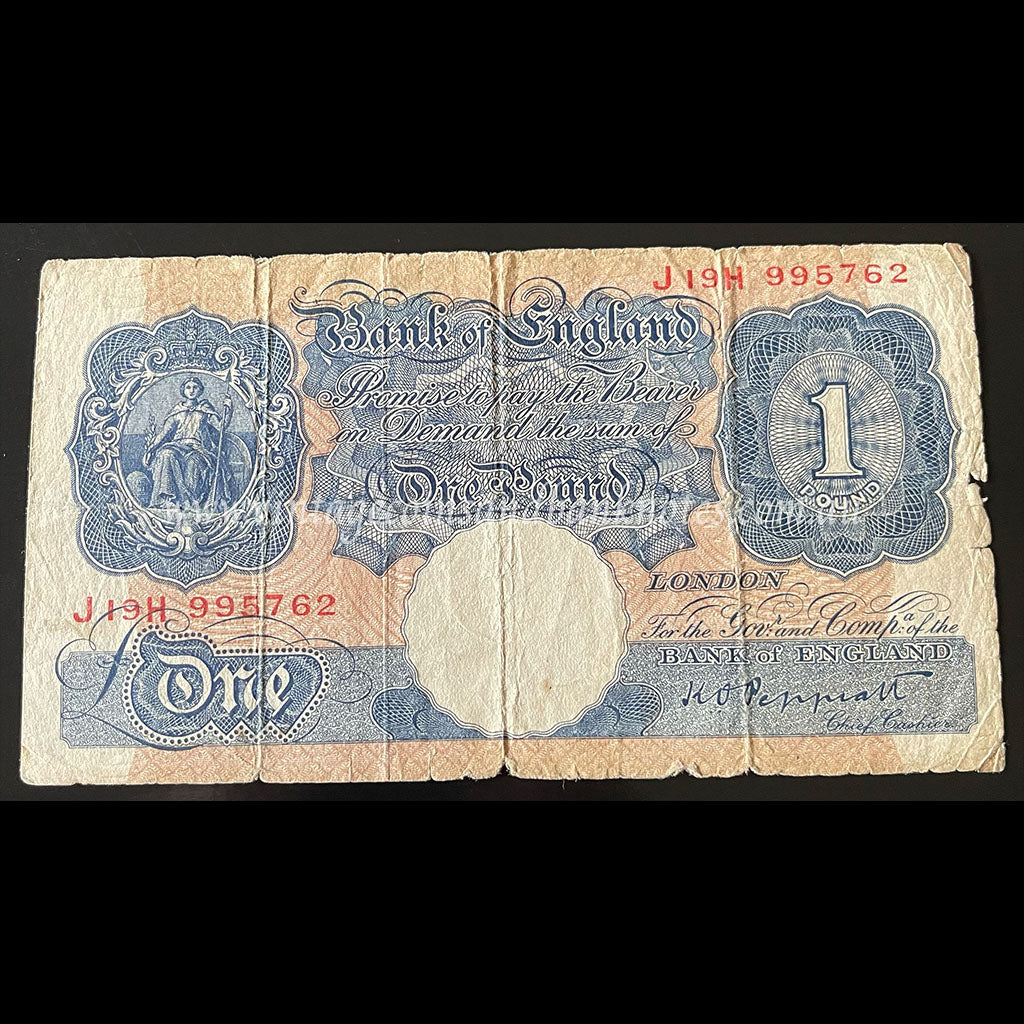 J19H 995762
Bank of England
I Promise to pay the Bearer
on Demand the sum of
One Pound
1
POUND
LONDON
J19H 995762
For the Govr. and Compa. of the
BANK of ENGLAND
£One
K O Peppiatt
Chief Cashier